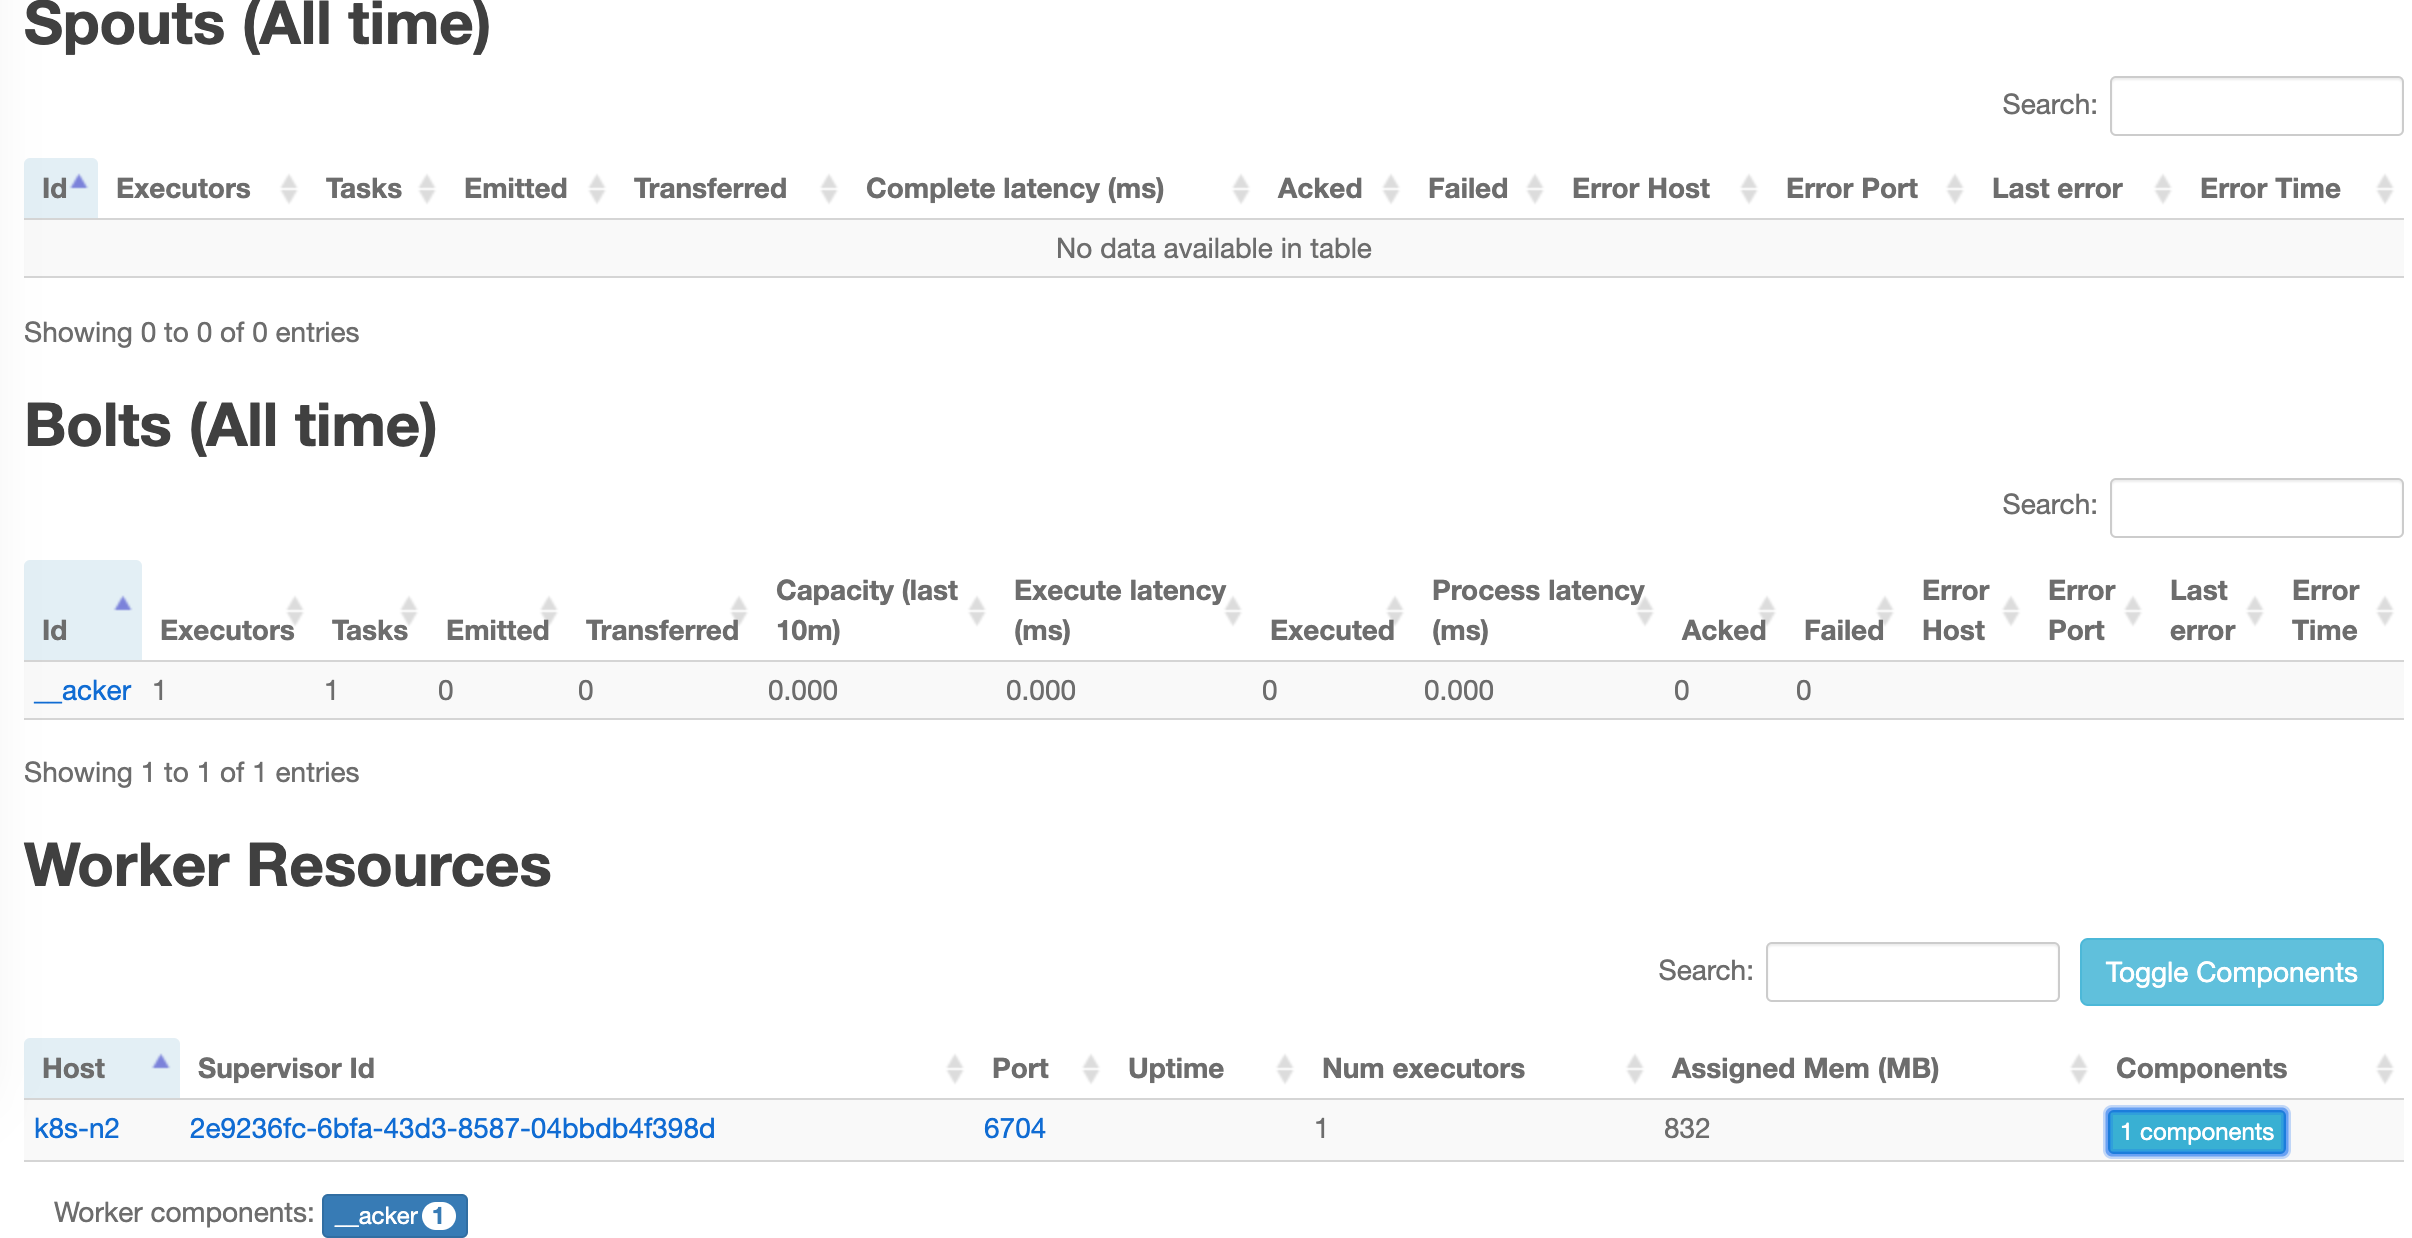 Spouts (All time)
Search:
Id Executors Tasks Emitted Transferred Complete latency (ms) Acked Failed Error Host Error Port Last error Error Time
No data available in table
Showing 0 to 0 of 0 entries
Bolts (All time)
Search:
Id Executors Tasks Emitted Transferred Capacity (last 10m) Execute latency (ms) Executed Process latency (ms) Acked Failed Error Host Error Port Last error Error Time
__acker 1 1 0 0 0.000 0.000 0 0.000 0 0
Showing 1 to 1 of 1 entries
Worker Resources
Search: Toggle Components
Host Supervisor Id Port Uptime Num executors Assigned Mem (MB) Components
k8s-n2 2e9236fc-6bfa-43d3-8587-04bbdb4f398d 6704 1 832 1 components
Worker components: __acker 1